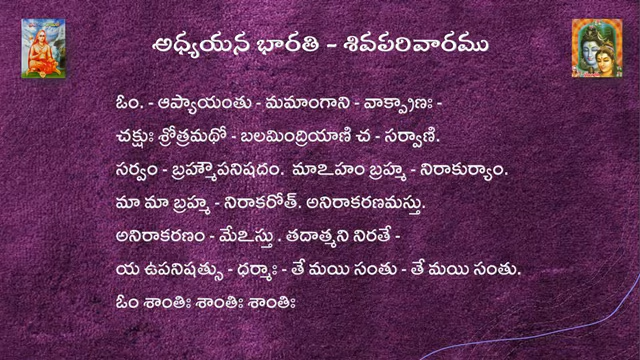 అధ్యయన భారతి - శివపరివారము
ఓం. - ఆప్యాయంతు - మమాంగాని - వాక్ప్రాణః -
చక్షుః శ్రోత్రమథో - బలమింద్రియాణి చ - సర్వాణి.
సర్వం - బ్రహ్మౌపనిషదం. మాఽహం బ్రహ్మ - నిరాకుర్యాం.
మా మా బ్రహ్మ - నిరాకరోత్. అనిరాకరణమస్తు.
అనిరాకరణం - మేఽస్తు . తదాత్మని నిరతే -
య ఉపనిషత్సు - ధర్మాః - తే మయి సంతు - తే మయి సంతు.
ఓం శాంతిః శాంతిః శాంతిః